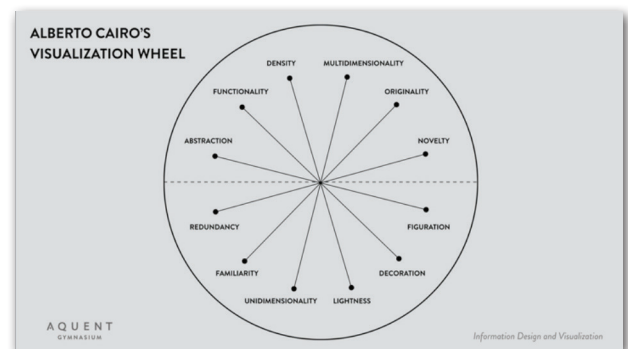 ALBERTO CAIRO'S
VISUALIZATION WHEEL
DENSITY
MULTIDIMENSIONALITY
FUNCTIONALITY
ORIGINALITY
ABSTRACTION
NOVELTY
REDUNDANCY
FIGURATION
FAMILIARITY
DECORATION
UNIDIMENSIONALITY
LIGHTNESS
AQUENT
GYMNASIUM
Information Design and Visualization